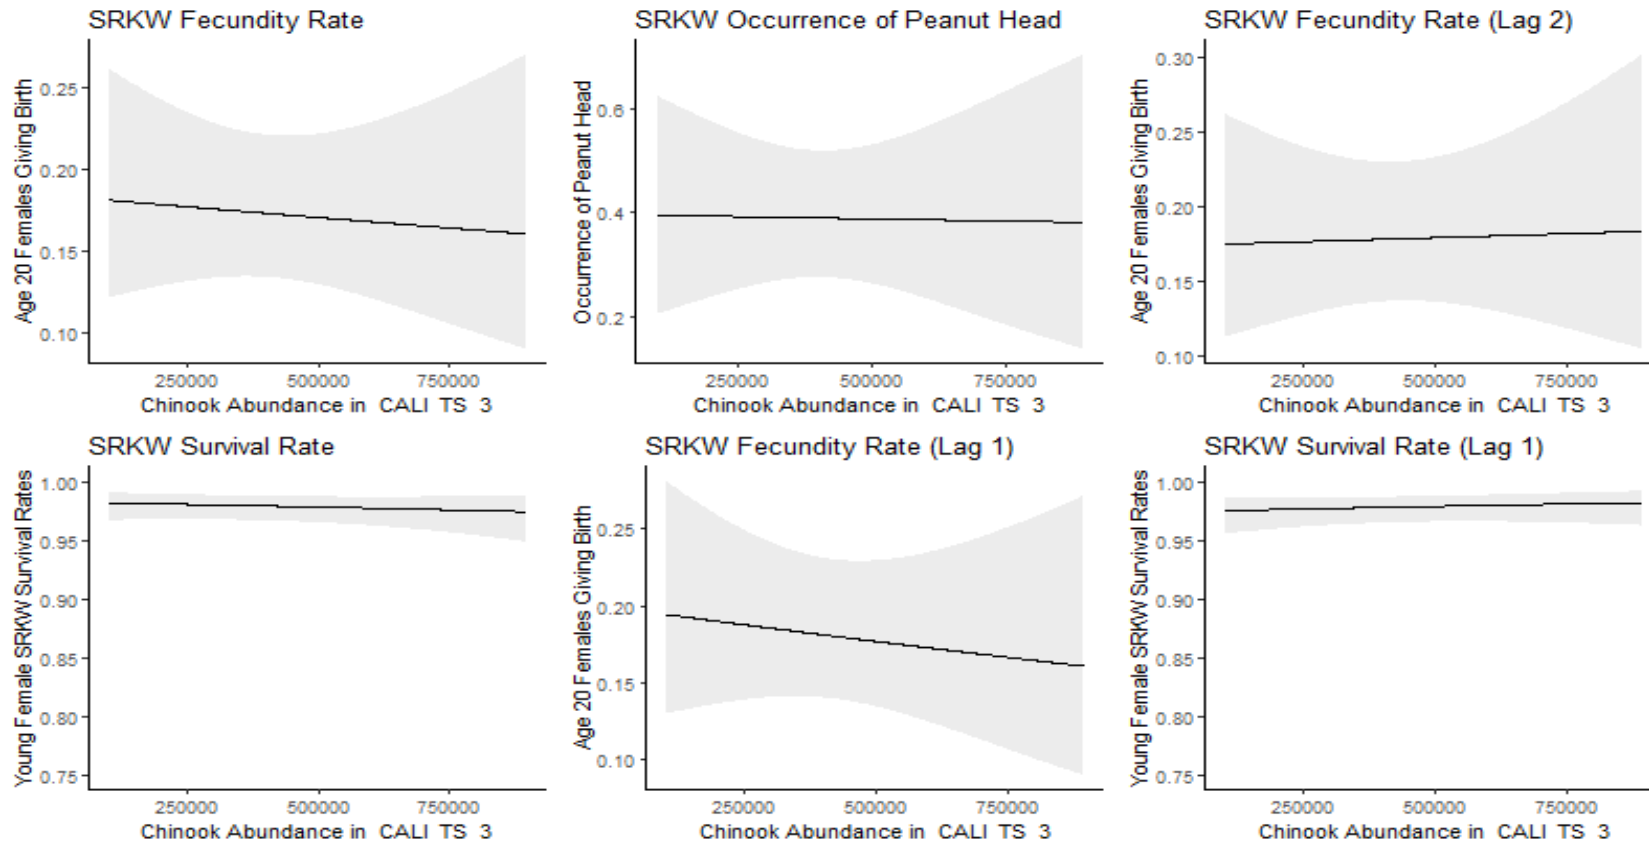 SRKW Fecundity Rate
Age 20 Females Giving Birth
0.25
0.20
0.15
0.10
250000 500000 750000
Chinook Abundance in CALI TS 3
SRKW Occurrence of Peanut Head
Occurrence of Peanut Head
0.6
0.4
0.2
250000 500000 750000
Chinook Abundance in CALI TS 3
SRKW Fecundity Rate (Lag 2)
Age 20 Females Giving Birth
0.30
0.25
0.20
0.15
0.10
250000 500000 750000
Chinook Abundance in CALI TS 3
SRKW Survival Rate
Young Female SRKW Survival Rates
1.00
0.95
0.90
0.85
0.80
0.75
250000 500000 750000
Chinook Abundance in CALI TS 3
SRKW Fecundity Rate (Lag 1)
Age 20 Females Giving Birth
0.25
0.20
0.15
0.10
250000 500000 750000
Chinook Abundance in CALI TS 3
SRKW Survival Rate (Lag 1)
Young Female SRKW Survival Rates
1.00
0.95
0.90
0.85
0.80
0.75
250000 500000 750000
Chinook Abundance in CALI TS 3